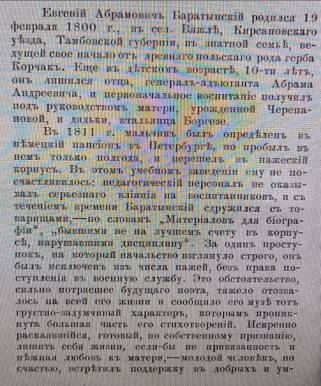 Евгеній Абрамовичъ Баратынскій родился 19
февраля 1800 г., въ сел. Вяжлѣ, Кирсановскаго
уѣзда, Тамбовской губерніи, въ знатной семьѣ, ве-
дущей свое начало отъ древняго польскаго рода герба
Корчакъ. Еще въ дѣтскомъ возрастѣ, 10-ти лѣтъ,
онъ лишился отца, генералъ-адъютанта Абрама
Андреевича, и первоначальное воспитаніе получилъ
подъ руководствомъ матери, урожденной Черепа-
новой, и дядьки, итальянца Боргезе.
Въ 1811 г. мальчикъ былъ опредѣленъ въ
нѣмецкій пансіонъ въ Петербургѣ, но пробылъ въ
немъ только полгода, и перешелъ въ пажескій
корпусъ. Въ этомъ учебномъ заведеніи ему не по-
счастливилось: педагогическій персоналъ не оказы-
валъ серьезнаго вліянія на воспитанниковъ, и съ
теченіемъ времени Баратынскій сдружился съ то-
варищами,—по словамъ „Матеріаловъ для біогра-
фіи“, „бывшими не на лучшемъ счету въ корпу-
сѣ, нарушавшими дисциплину“. За одинъ просту-
покъ, на который начальство взглянуло строго, онъ
былъ исключенъ изъ числа пажей, безъ права по-
ступленія въ военную службу. Это обстоятельство,
сильно потрясшее будущаго поэта, тяжело отозва-
лось на всей его жизни и сообщило его музѣ тотъ
грустно-задумчивый характеръ, которымъ проник-
нута большая часть его стихотвореній. Искренно
раскаявшійся, готовый, по собственному признанію,
лишить себя жизни, если-бы не привязанность и
нѣжная любовь къ матери,—молодой человѣкъ, по
счастью, встрѣтилъ поддержку въ добрыхъ и ум-